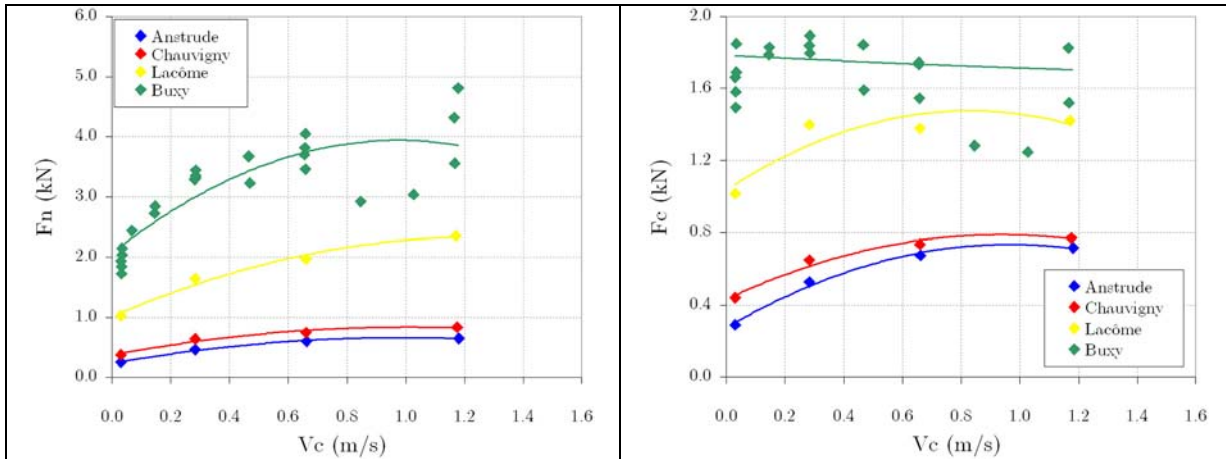 6.0
5.0
4.0
3.0
2.0
1.0
0.0
Fn (kN)
Anstrude
Chauvigny
Lacôme
Buxy
0.0 0.2 0.4 0.6 0.8 1.0 1.2 1.4
Vc (m/s)
2.0
1.6
1.2
0.8
0.4
0.0
Fc (kN)
Anstrude
Chauvigny
Lacôme
Buxy
0.0 0.2 0.4 0.6 0.8 1.0 1.2 1.4 1.6
Vc (m/s)